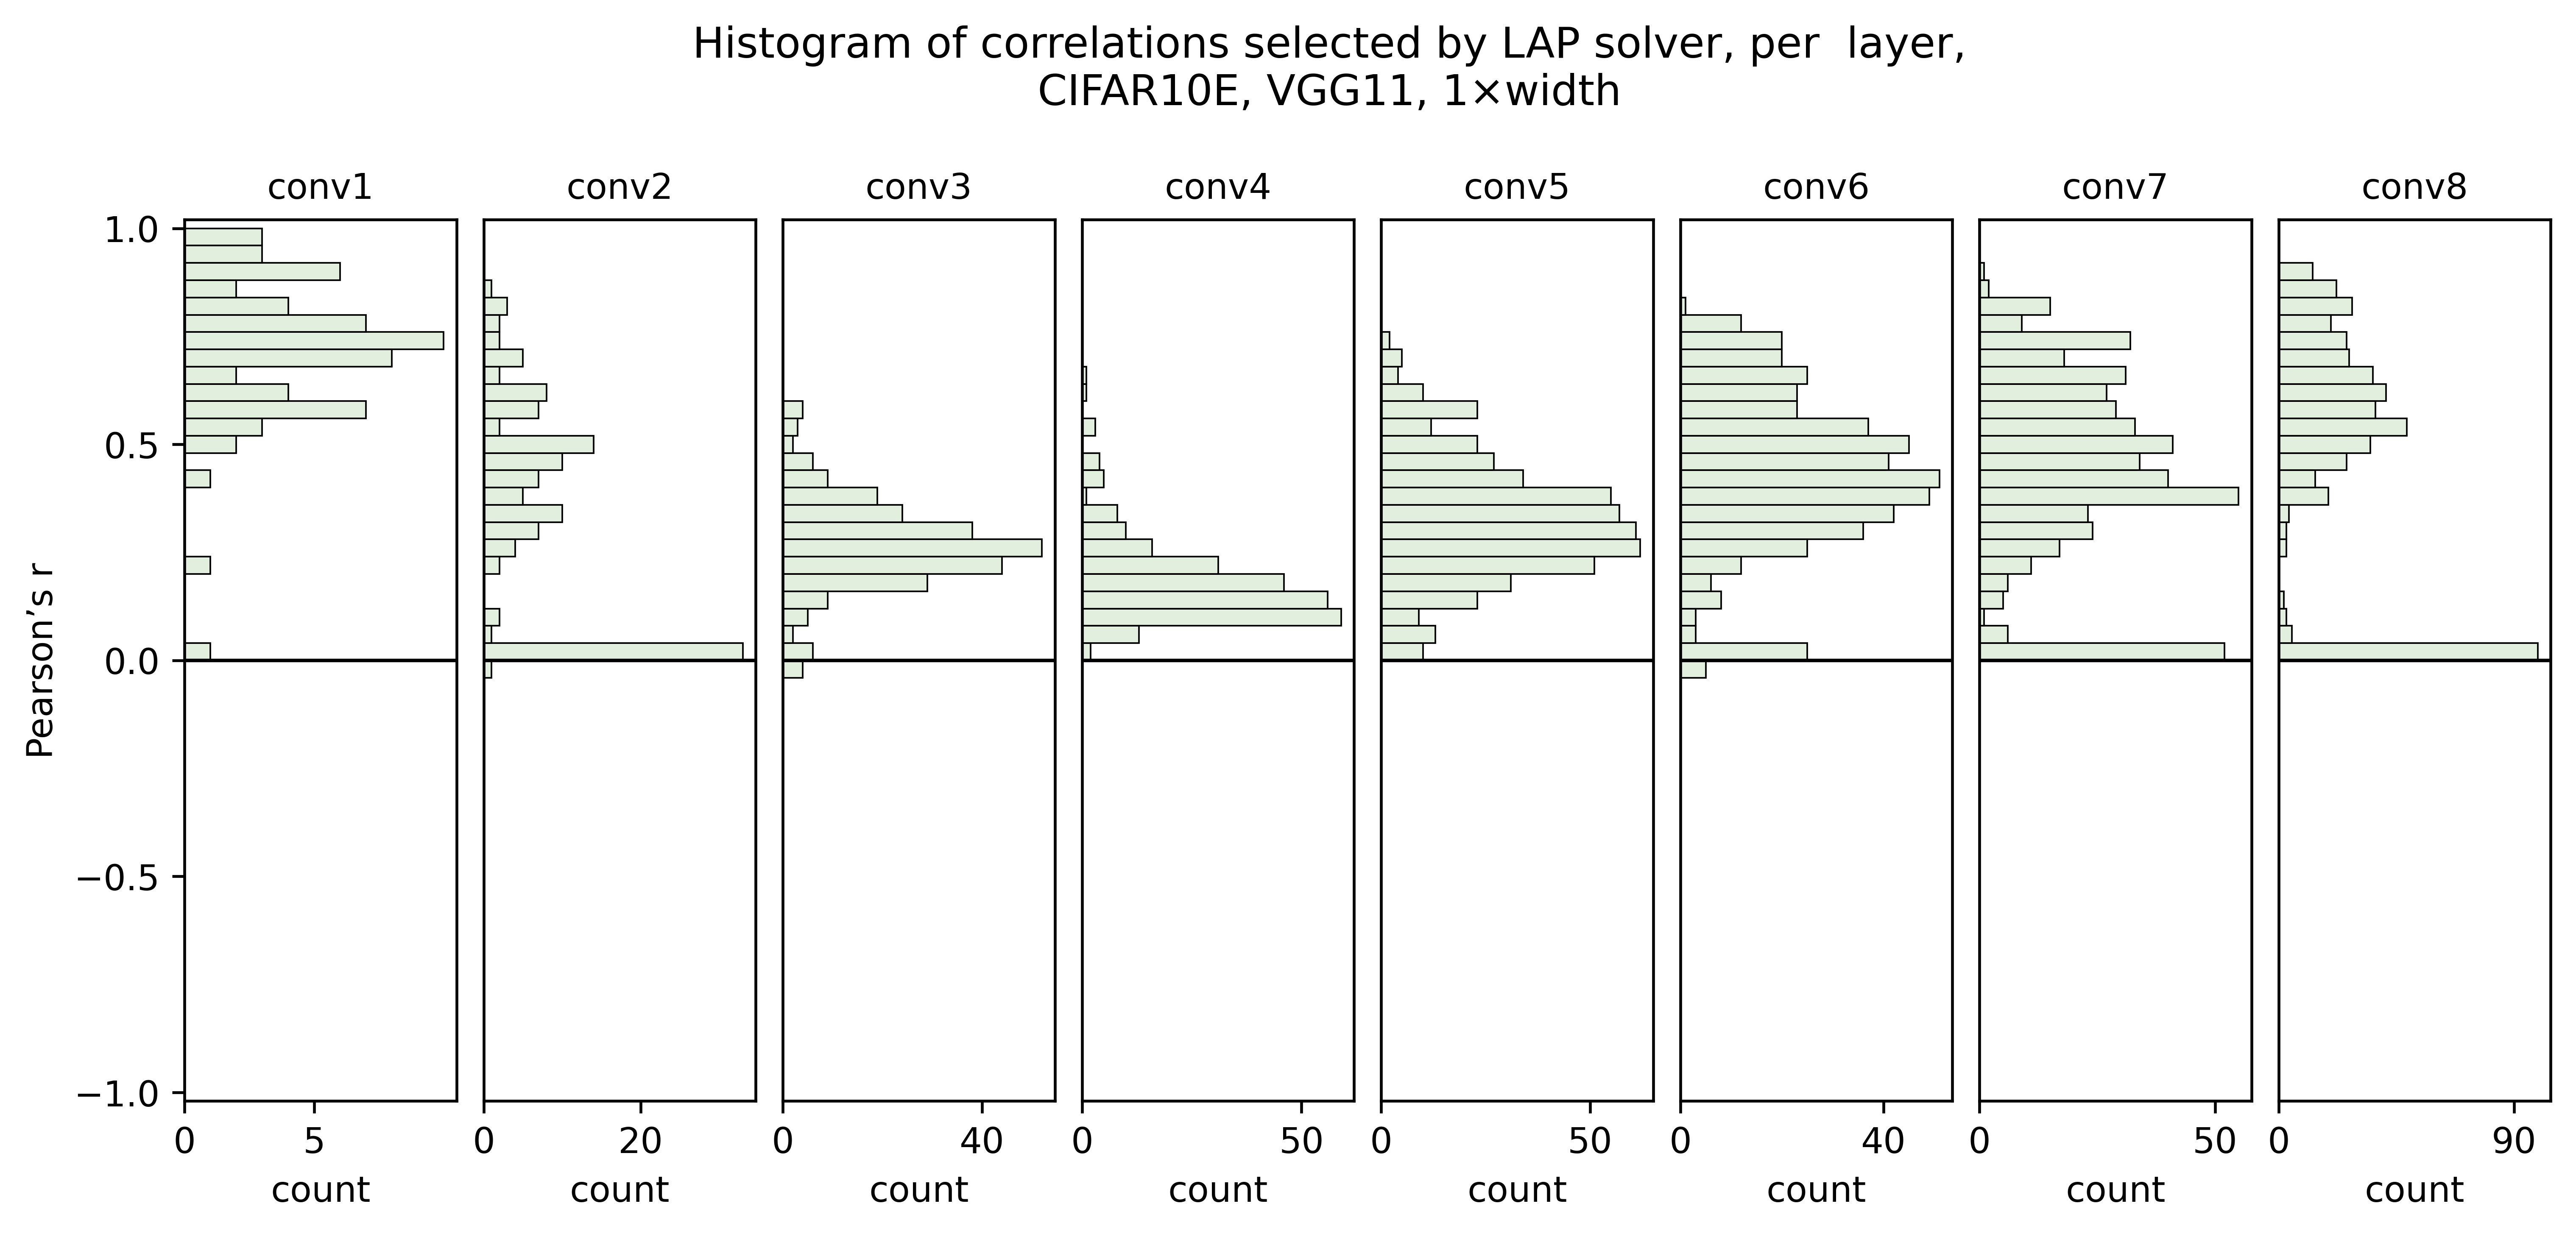 Histogram of correlations selected by LAP solver, per  layer,
CIFAR10E, VGG11, 1×width
conv1 conv2 conv3 conv4 conv5 conv6 conv7 conv8
1.0
0.5
0.0
−0.5
−1.0
Pearson’s r
0 5 0 20 0 40 0 50 0 50 0 40 0 50 0 90
count count count count count count count count